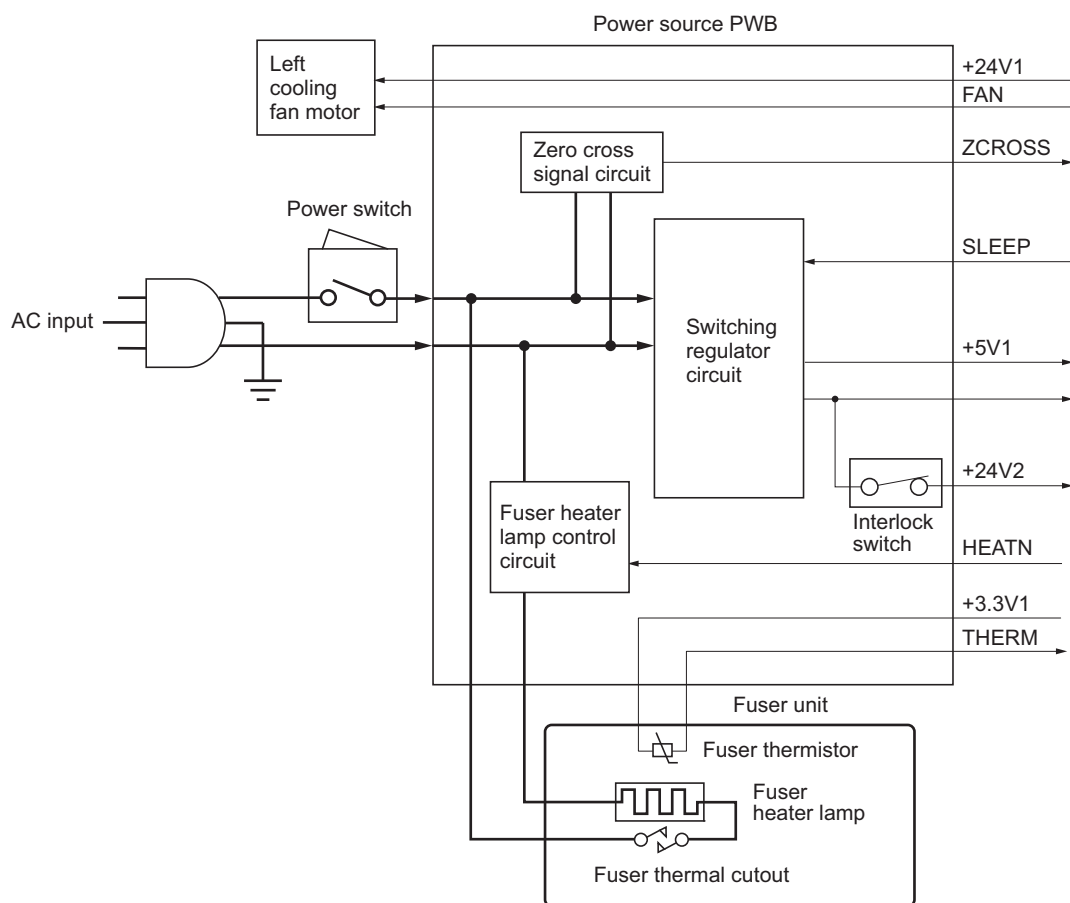 Power source PWB
Left
cooling
fan motor
+24V1
FAN
Zero cross
signal circuit
ZCROSS
Power switch
SLEEP
AC input
Switching
regulator
circuit
+5V1
+24V2
Interlock
switch
Fuser heater
lamp control
circuit
HEATN
+3.3V1
THERM
Fuser unit
Fuser thermistor
Fuser
heater lamp
Fuser thermal cutout